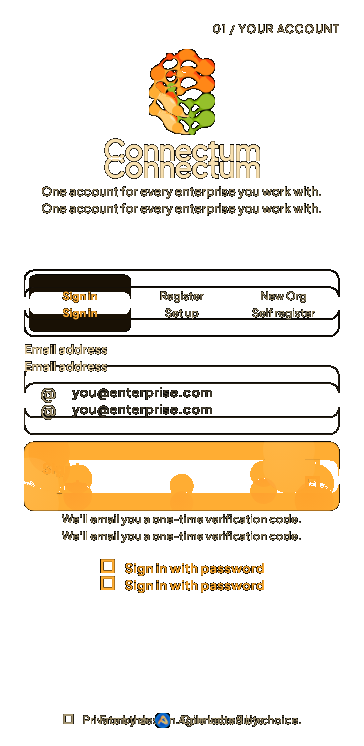 01 / YOUR ACCOUNT
Connectum
Connectum
One account for every enterprise you work with.
One account for every enterprise you work with.
Sign in Register New Org
Sign in Set up Self register
Email address
Email address
you@enterprise.com
you@enterprise.com
We'll email you a one-time verification code.
We'll email you a one-time verification code.
Sign in with password
Sign in with password